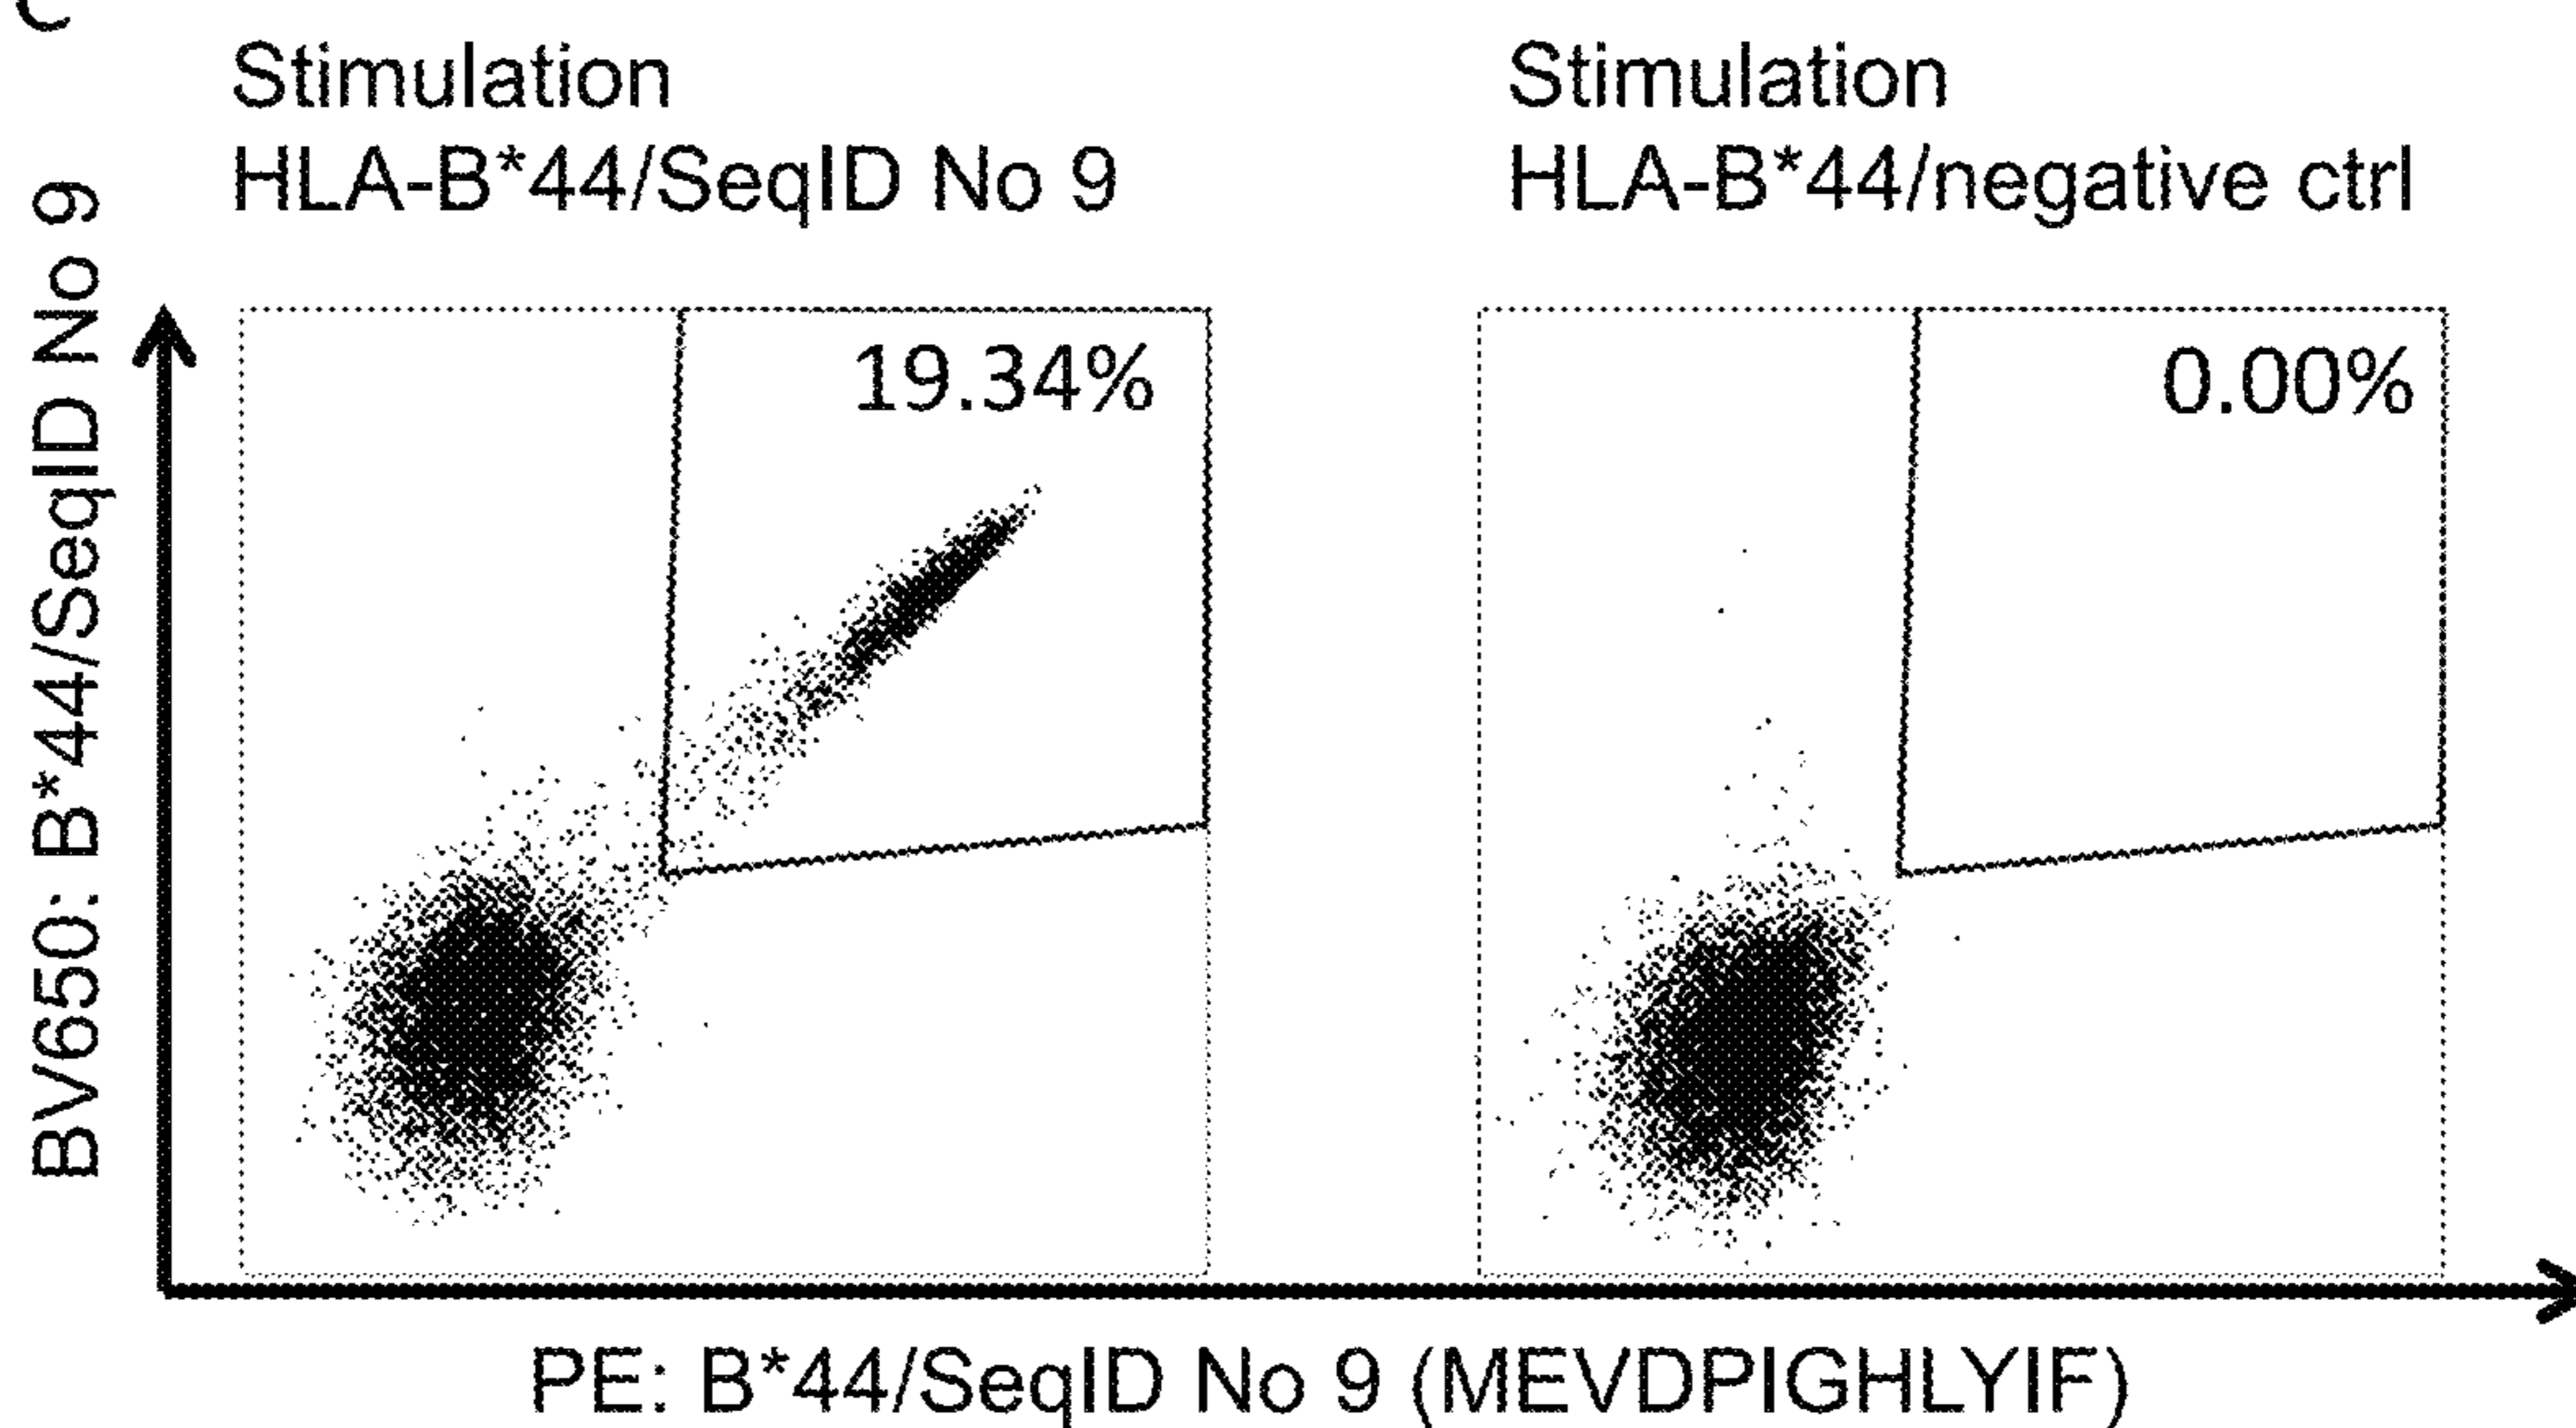 C
Stimulation
HLA-B*44/SeqID No 9
Stimulation
HLA-B*44/negative ctrl
BV650: B*44/SeqID No 9
19.34%
0.00%
PE: B*44/SeqID No 9 (MEVDPIGHLYIF)